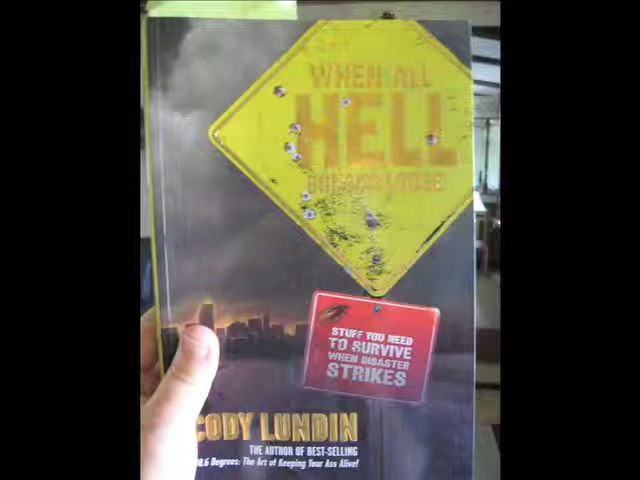 WHEN ALL
HELL
BREAKS LOOSE
STUFF YOU NEED
TO SURVIVE
WHEN DISASTER
STRIKES
CODY LUNDIN
THE AUTHOR OF BEST-SELLING
98.6 Degrees: The Art of Keeping Your Ass Alive!